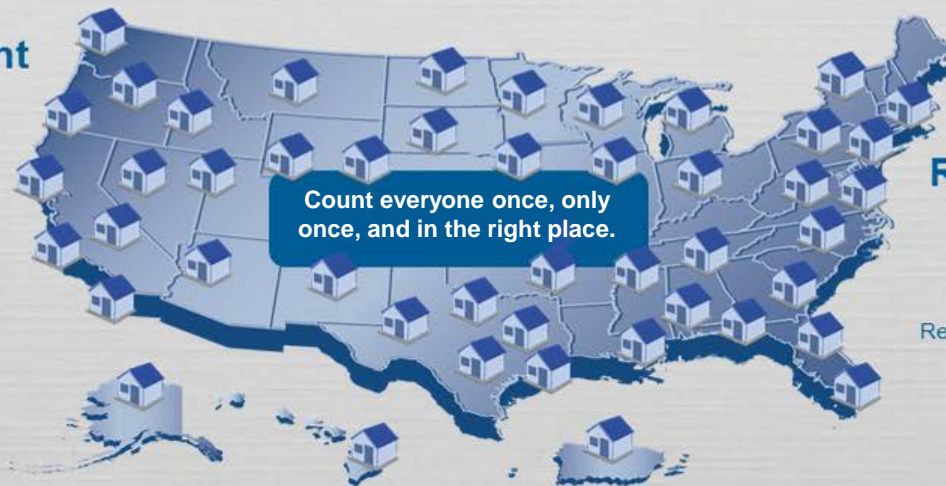 nt
Count everyone once, only
once, and in the right place.
R
Re